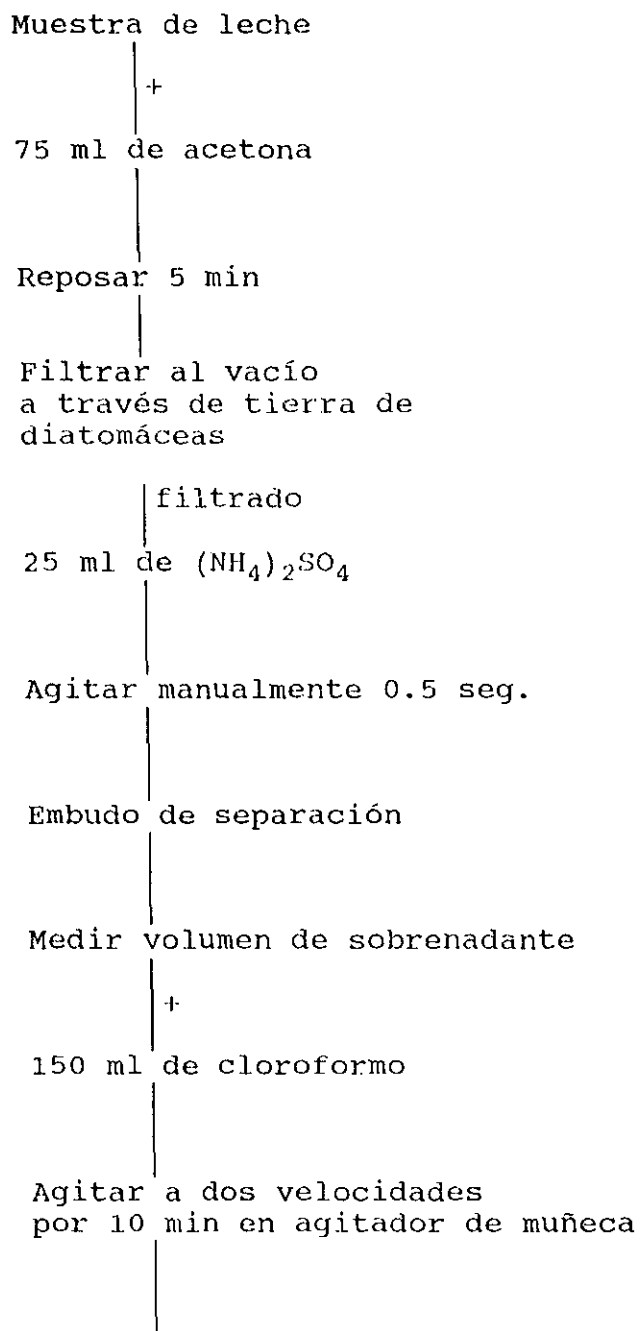 Muestra de leche
+
75 ml de acetona
Reposar 5 min
Filtrar al vacío
a través de tierra de
diatomáceas
filtrado
25 ml de (NH₄)₂SO₄
Agitar manualmente 0.5 seg.
Embudo de separación
Medir volumen de sobrenadante
+
150 ml de cloroformo
Agitar a dos velocidades
por 10 min en agitador de muñeca